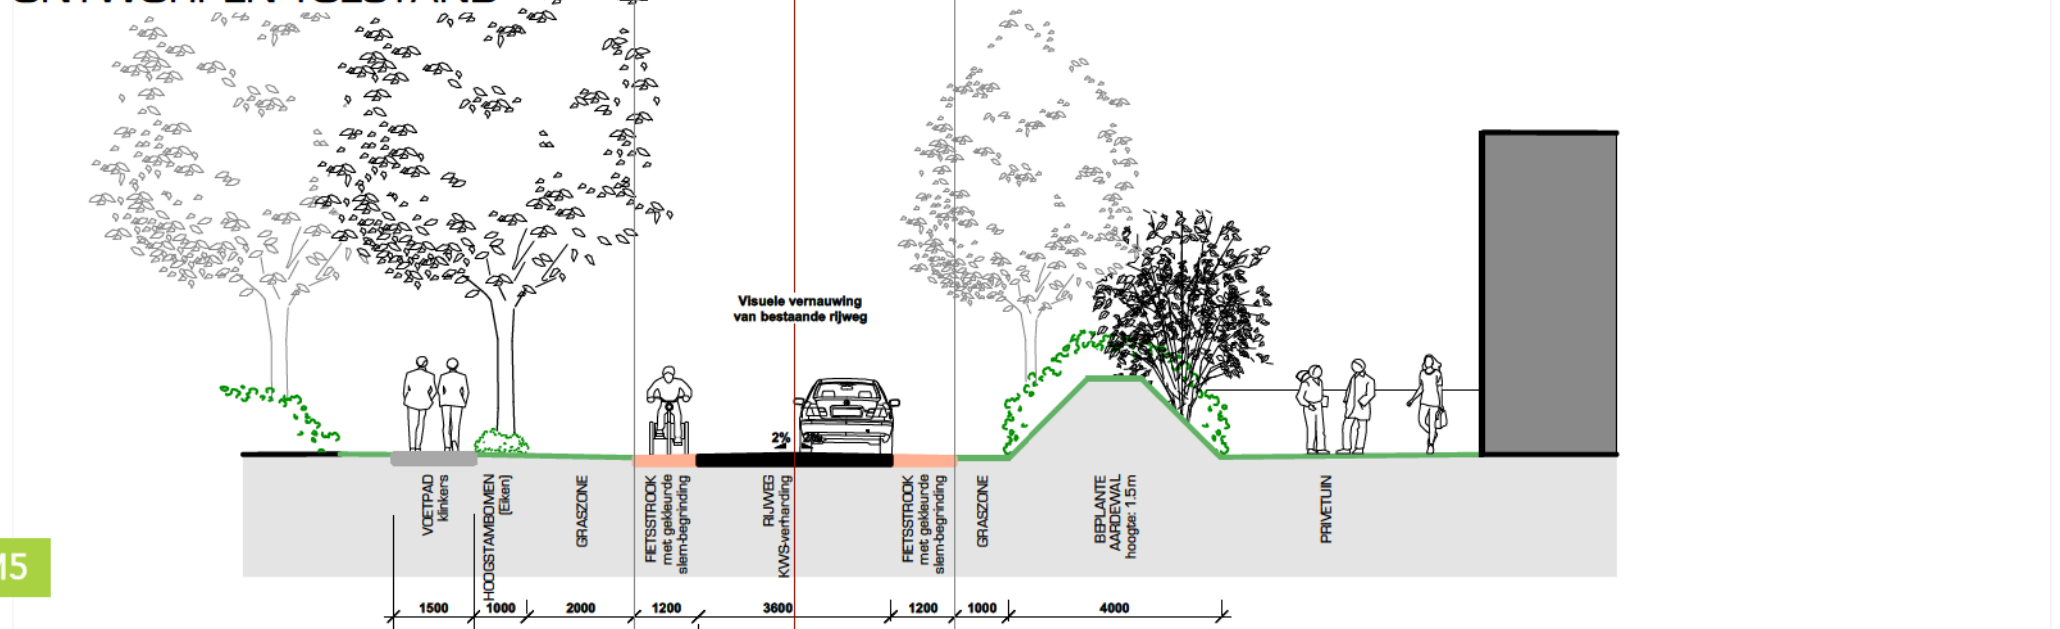 Visuele vernauwing
van bestaande rijweg
2%
2%
VOETPAD
klinkers
HOOGSTAMBOMEN
(Eiken)
GRASZONE
FIETSSTROOK
met gekleurde
slem-begrinding
RIJWEG
KWS-verharding
FIETSSTROOK
met gekleurde
slem-begrinding
GRASZONE
BEPLANTE
AARDEWAL
hoogte: 1.5m
PRIVETUIN
15
1500
1000
2000
1200
3600
1200
1000
4000